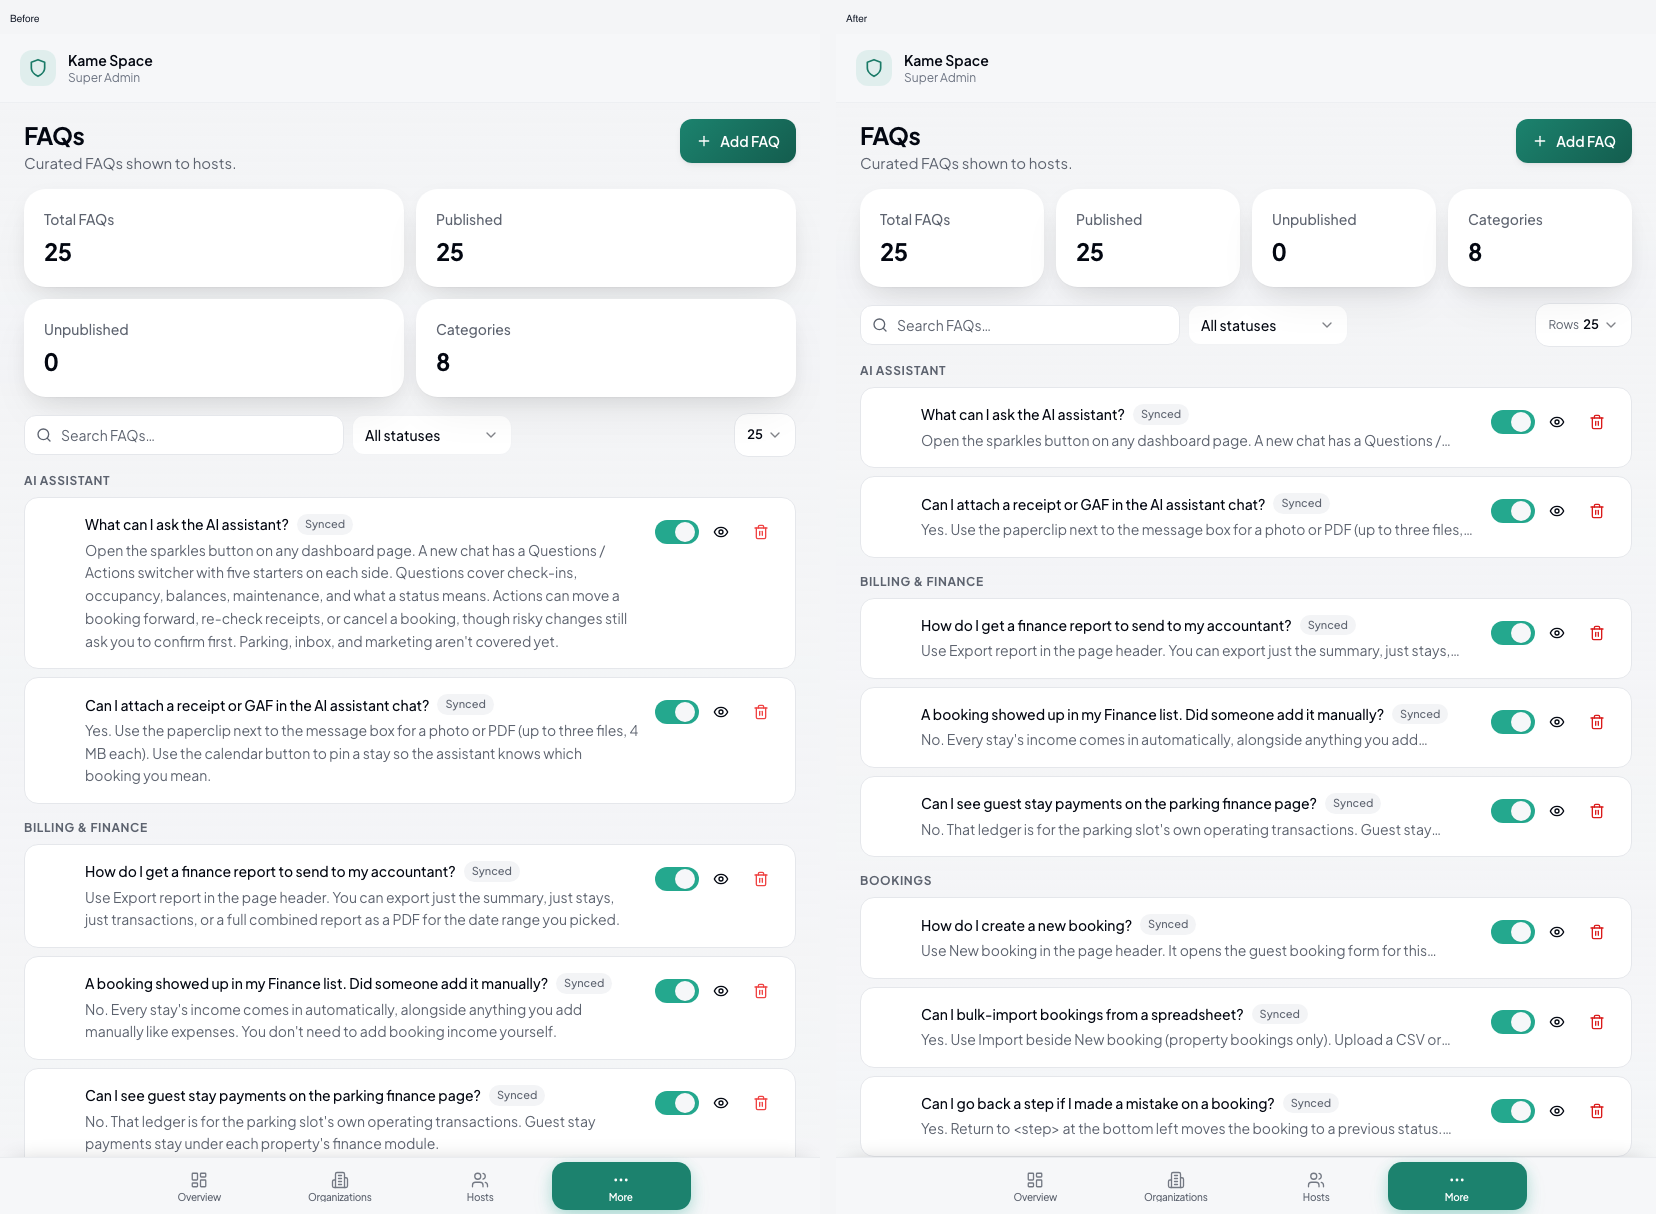 Before
Kame Space
Super Admin
FAQs
Curated FAQs shown to hosts.
Add FAQ
Total FAQs
25
Published
25
Unpublished
0
Categories
8
Search FAQs...
All statuses
25
AI ASSISTANT
What can I ask the AI assistant? Synced
Open the sparkles button on any dashboard page. A new chat has a Questions /
Actions switcher with five starters on each side. Questions cover check-ins,
occupancy, balances, maintenance, and what a status means. Actions can move a
booking forward, re-check receipts, or cancel a booking, though risky changes still
ask you to confirm first. Parking, inbox, and marketing aren't covered yet.
Can I attach a receipt or GAF in the AI assistant chat? Synced
Yes. Use the paperclip next to the message box for a photo or PDF (up to three files, 4
MB each). Use the calendar button to pin a stay so the assistant knows which
booking you mean.
BILLING & FINANCE
How do I get a finance report to send to my accountant? Synced
Use Export report in the page header. You can export just the summary, just stays,
just transactions, or a full combined report as a PDF for the date range you picked.
A booking showed up in my Finance list. Did someone add it manually? Synced
No. Every stay's income comes in automatically, alongside anything you add
manually like expenses. You don't need to add booking income yourself.
Can I see guest stay payments on the parking finance page? Synced
No. That ledger is for the parking slot's own operating transactions. Guest stay
payments stay under each property's finance module.
Overview
Organizations
Hosts
More
After
Kame Space
Super Admin
FAQs
Curated FAQs shown to hosts.
Add FAQ
Total FAQs
25
Published
25
Unpublished
0
Categories
8
Search FAQs...
All statuses
Rows 25
AI ASSISTANT
What can I ask the AI assistant? Synced
Open the sparkles button on any dashboard page. A new chat has a Questions /...
Can I attach a receipt or GAF in the AI assistant chat? Synced
Yes. Use the paperclip next to the message box for a photo or PDF (up to three files,...
BILLING & FINANCE
How do I get a finance report to send to my accountant? Synced
Use Export report in the page header. You can export just the summary, just stays,...
A booking showed up in my Finance list. Did someone add it manually? Synced
No. Every stay's income comes in automatically, alongside anything you add...
Can I see guest stay payments on the parking finance page? Synced
No. That ledger is for the parking slot's own operating transactions. Guest stay...
BOOKINGS
How do I create a new booking? Synced
Use New booking in the page header. It opens the guest booking form for this...
Can I bulk-import bookings from a spreadsheet? Synced
Yes. Use Import beside New booking (property bookings only). Upload a CSV or...
Can I go back a step if I made a mistake on a booking? Synced
Yes. Return to <step> at the bottom left moves the booking to a previous status....
Overview
Organizations
Hosts
More